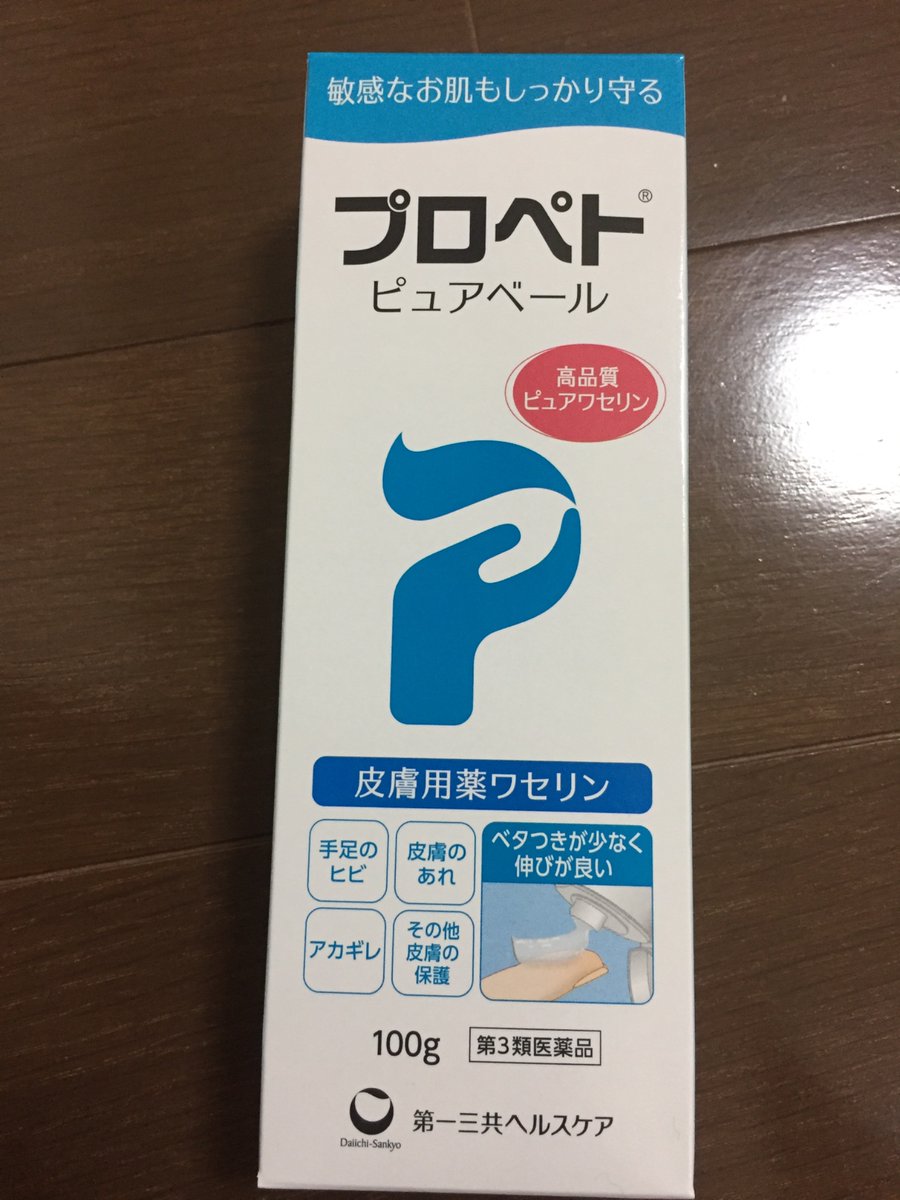 敏感なお肌もしっかり守る
プロペト®
ピュアベール
高品質
ピュアワセリン
皮膚用薬ワセリン
手足の
ヒビ
皮膚の
あれ
アカギレ
その他
皮膚の
保護
ベタつきが少なく
伸びが良い
100g
第3類医薬品
Daiichi-Sankyo
第一三共ヘルスケア